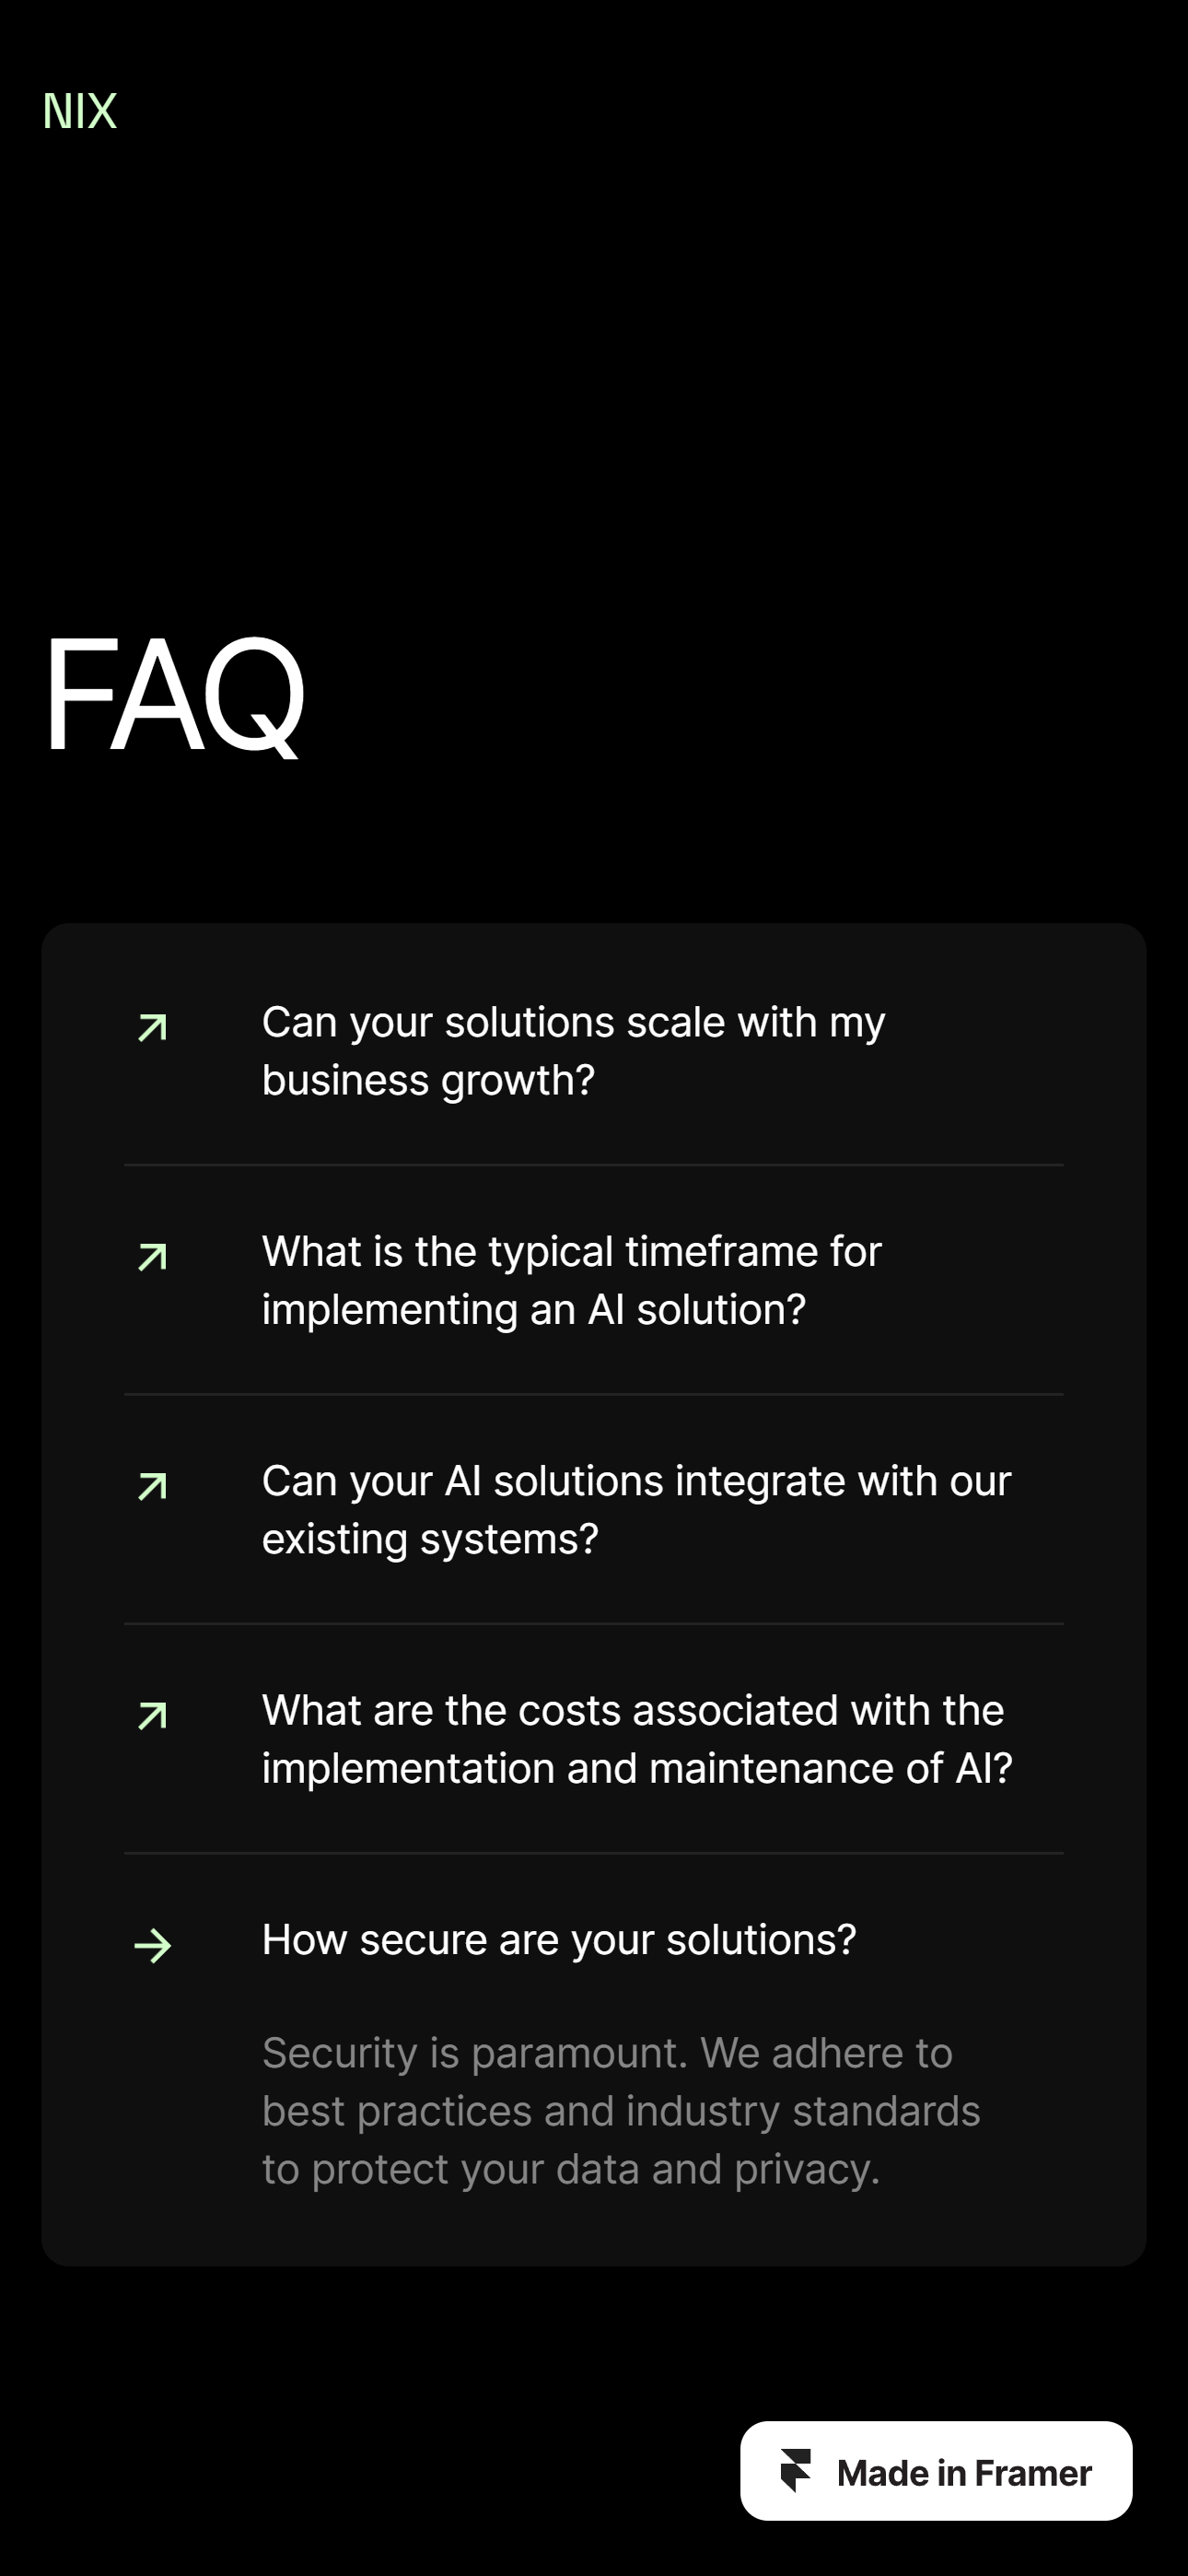 NIX
FAQ
Can your solutions scale with my
business growth?
What is the typical timeframe for
implementing an AI solution?
Can your AI solutions integrate with our
existing systems?
What are the costs associated with the
implementation and maintenance of AI?
How secure are your solutions?
Security is paramount. We adhere to
best practices and industry standards
to protect your data and privacy.
Made in Framer